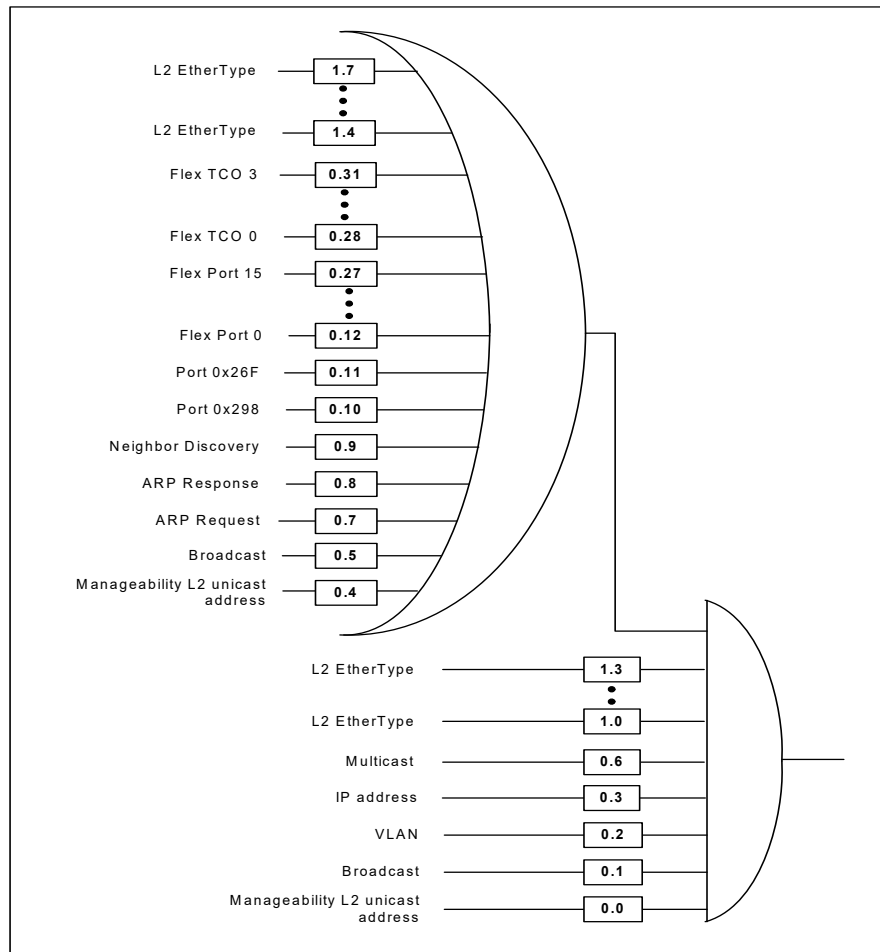 L2 EtherType 1.7
L2 EtherType 1.4
Flex TCO 3 0.31
Flex TCO 0 0.28
Flex Port 15 0.27
Flex Port 0 0.12
Port 0x26F 0.11
Port 0x298 0.10
Neighbor Discovery 0.9
ARP Response 0.8
ARP Request 0.7
Broadcast 0.5
Manageability L2 unicast
address 0.4
L2 EtherType 1.3
L2 EtherType 1.0
Multicast 0.6
IP address 0.3
VLAN 0.2
Broadcast 0.1
Manageability L2 unicast
address 0.0